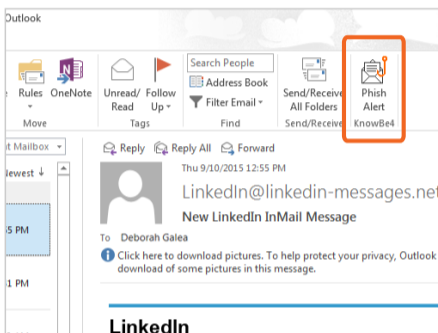 Outlook
Rules OneNote
Move
Unread/ Follow
Read Up
Tags
Search People
Address Book
Filter Email
Find
Send/Receive
All Folders
Send/Receive
Phish
Alert
KnowBe4
t Mailbox
Newest ↓
Reply Reply All Forward
Thu 9/10/2015 12:55 PM
LinkedIn@linkedin-messages.net
New LinkedIn InMail Message
5 PM
To Deborah Galea
Click here to download pictures. To help protect your privacy, Outlook
download of some pictures in this message.
1 PM
LinkedIn